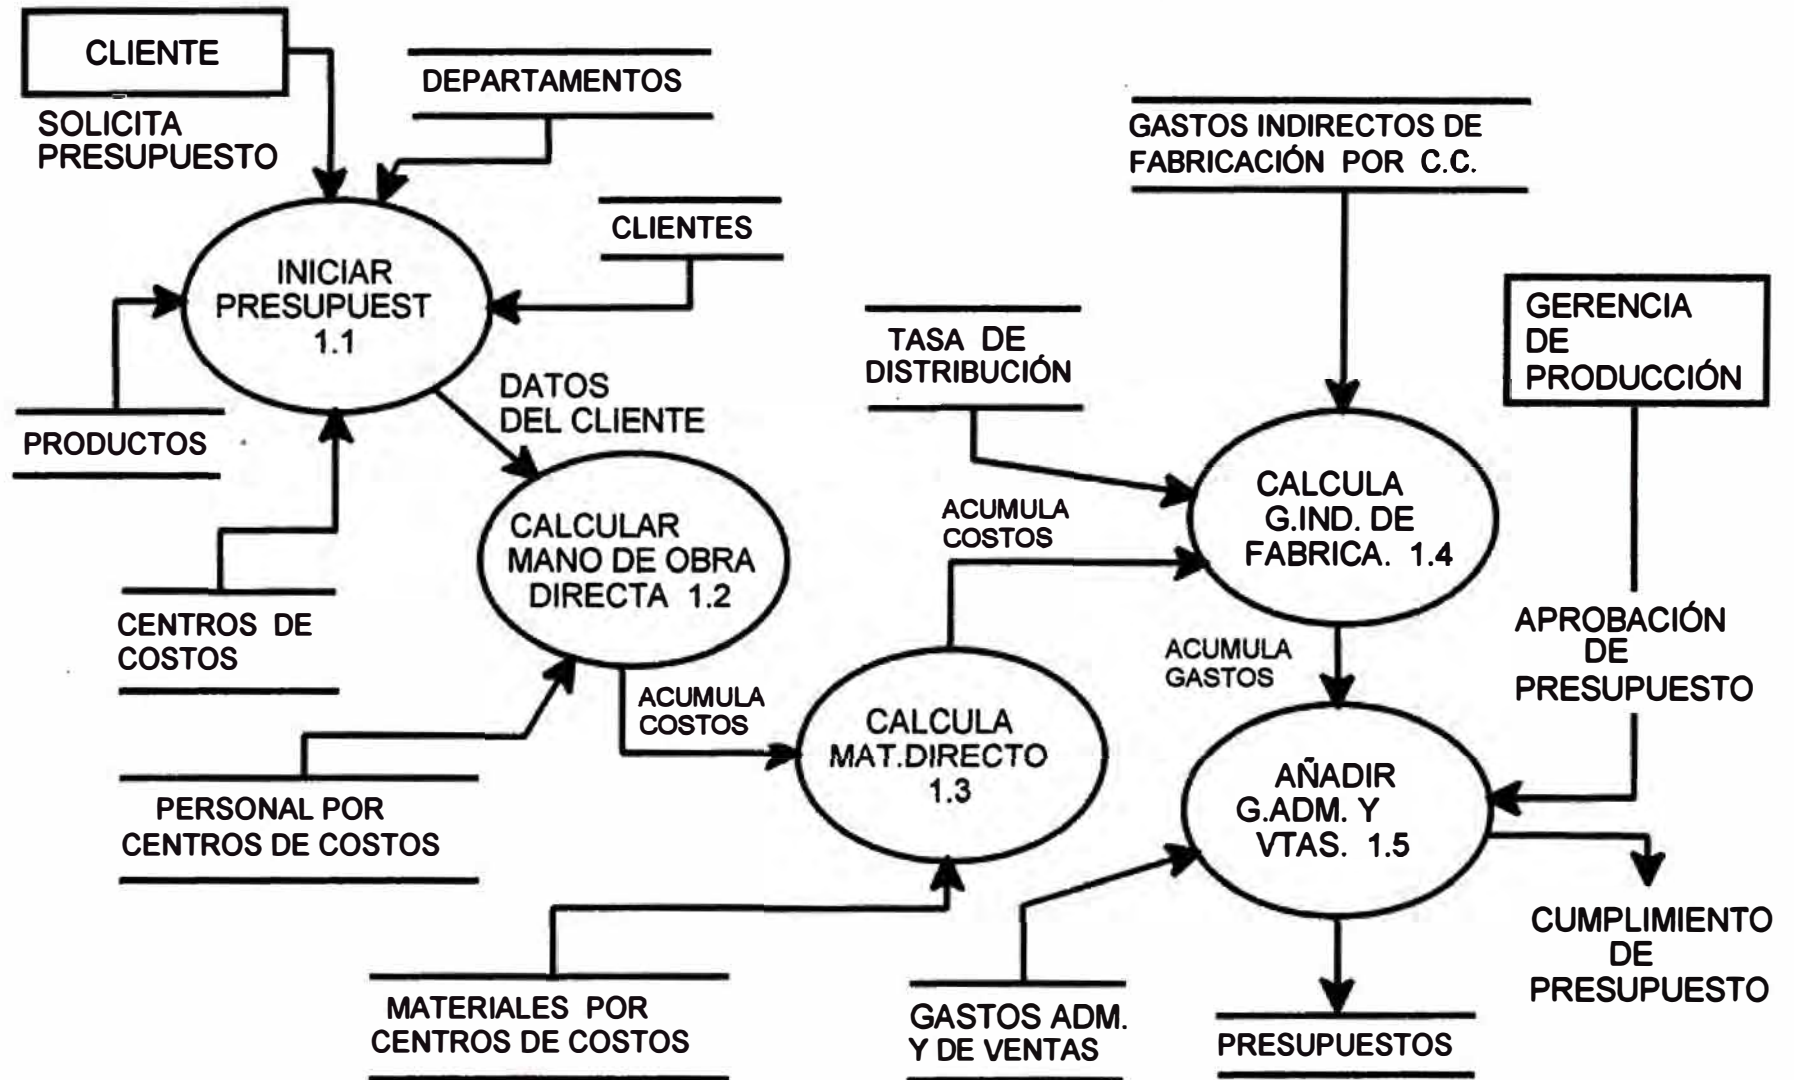 CLIENTE
SOLICITA
PRESUPUESTO
DEPARTAMENTOS
CLIENTES
INICIAR
PRESUPUEST
1.1
PRODUCTOS
CENTROS DE
COSTOS
DATOS
DEL CLIENTE
CALCULAR
MANO DE OBRA
DIRECTA 1.2
PERSONAL POR
CENTROS DE COSTOS
ACUMULA
COSTOS
CALCULA
MAT.DIRECTO
1.3
MATERIALES POR
CENTROS DE COSTOS
TASA DE
DISTRIBUCIÓN
ACUMULA
COSTOS
GASTOS INDIRECTOS DE
FABRICACIÓN POR C.C.
CALCULA
G.IND. DE
FABRICA. 1.4
ACUMULA
GASTOS
GERENCIA
DE
PRODUCCIÓN
APROBACIÓN
DE
PRESUPUESTO
AÑADIR
G.ADM. Y
VTAS. 1.5
GASTOS ADM.
Y DE VENTAS
PRESUPUESTOS
CUMPLIMIENTO
DE
PRESUPUESTO